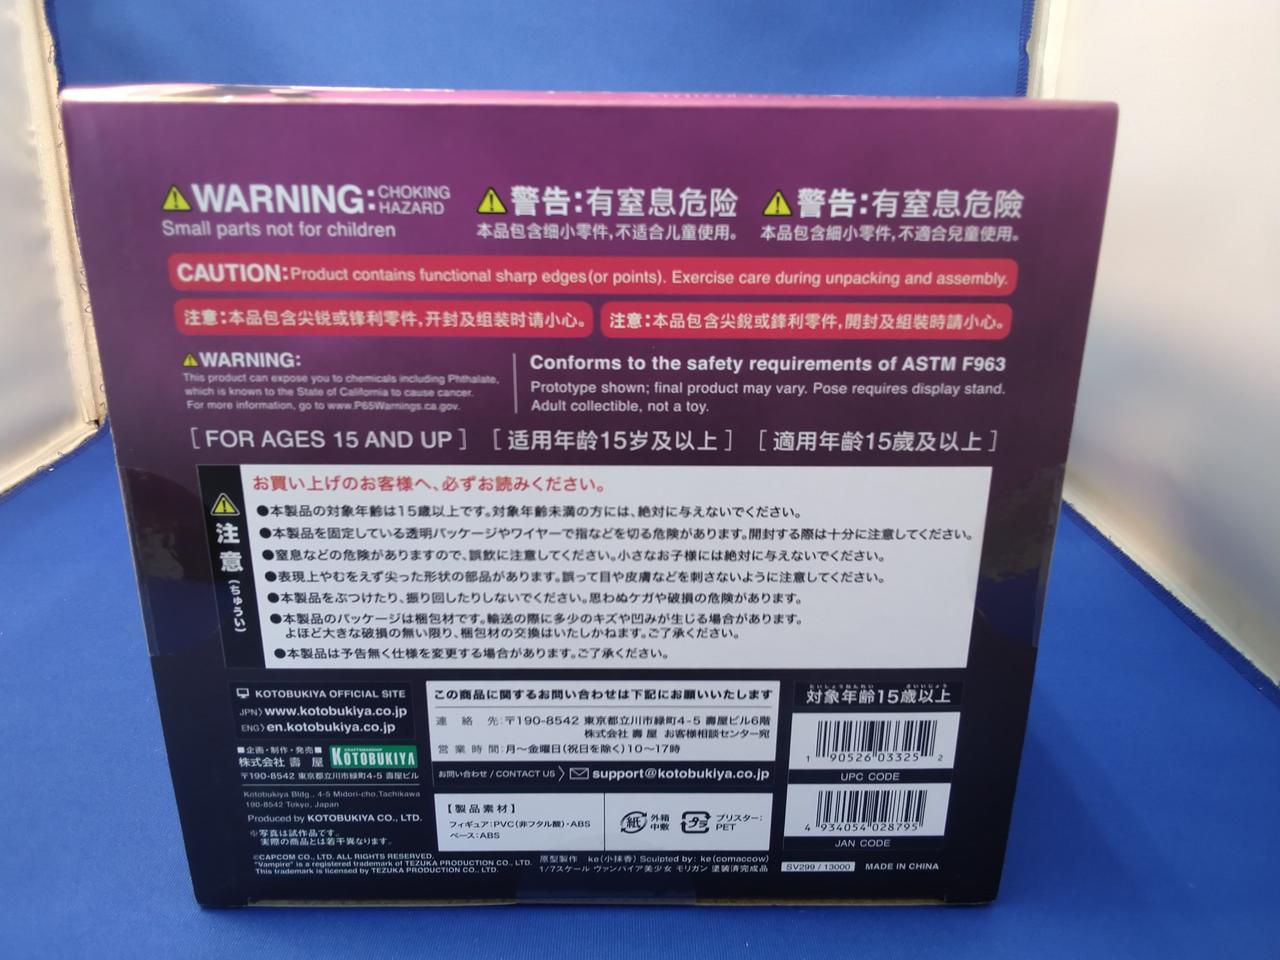 ⚠WARNING: CHOKING HAZARD
Small parts not for children
⚠警告:有窒息危险
本品包含细小零件,不适合儿童使用。
⚠警告:有窒息危險
本品包含細小零件,不適合兒童使用。
CAUTION: Product contains functional sharp edges (or points). Exercise care during unpacking and assembly.
注意:本品包含尖锐或锋利零件,开封及组装时请小心。
注意:本品包含尖銳或鋒利零件,開封及組裝時請小心。
⚠WARNING:
This product can expose you to chemicals including Phthalate,
which is known to the State of California to cause cancer.
For more information, go to www.P65Warnings.ca.gov.
Conforms to the safety requirements of ASTM F963
Prototype shown; final product may vary. Pose requires display stand.
Adult collectible, not a toy.
[ FOR AGES 15 AND UP ]
[ 适用年龄15岁及以上 ]
[ 適用年齡15歲及以上 ]
⚠注意(ちゅうい)
お買い上げのお客様へ、必ずお読みください。
●本製品の対象年齢は15歳以上です。対象年齢未満の方には、絶対に与えないでください。
●本製品を固定している透明パッケージやワイヤーで指などを切る危険があります。開封する際は十分に注意してください。
●窒息などの危険がありますので、誤飲に注意してください。小さなお子様には絶対に与えないでください。
●表現上やむをえず尖った形状の部品があります。誤って目や皮膚などを刺さないように注意してください。
●本製品をぶつけたり、振り回したりしないでください。思わぬケガや破損の危険があります。
●本製品のパッケージは梱包材です。輸送の際に多少のキズや凹みが生じる場合があります。
よほど大きな破損の無い限り、梱包材の交換はいたしかねます。ご了承ください。
●本製品は予告無く仕様を変更する場合があります。ご了承ください。
KOTOBUKIYA OFFICIAL SITE
JPN〉www.kotobukiya.co.jp
ENG〉en.kotobukiya.co.jp
■企画・制作・発売■
株式会社 壽 屋
CRAFTSMANSHIP
KOTOBUKIYA
〒190-8542 東京都立川市緑町4-5 壽屋ビル
Kotobukiya Bldg., 4-5 Midori-cho, Tachikawa
190-8542 Tokyo, Japan
Produced by KOTOBUKIYA CO., LTD.
※写真は試作品です。
実際の商品とは若干異なります。
この商品に関するお問い合わせは下記にお願いいたします
連絡先:〒190-8542 東京都立川市緑町4-5 壽屋ビル6階
株式会社 壽 屋 お客様相談センター宛
営業時間:月~金曜日(祝日を除く)10~17時
お問い合わせ / CONTACT US 〉 support@kotobukiya.co.jp
【製品素材】
フィギュア:PVC(非フタル酸)・ABS
ベース:ABS
紙 外箱 中敷
プラ ブリスター: PET
たいしょうねんれい さいいじょう
対象年齢15歳以上
1 90526 03325 2
UPC CODE
4 934054 028795
JAN CODE
©CAPCOM CO., LTD. ALL RIGHTS RESERVED.
"Vampire" is a registered trademark of TEZUKA PRODUCTION CO., LTD.
This trademark is licensed by TEZUKA PRODUCTION CO., LTD.
原型製作 ke(小抹香) Sculpted by: ke(comaccow)
1/7スケール ヴァンパイア美少女 モリガン 塗装済完成品
SV299 / 13000
MADE IN CHINA